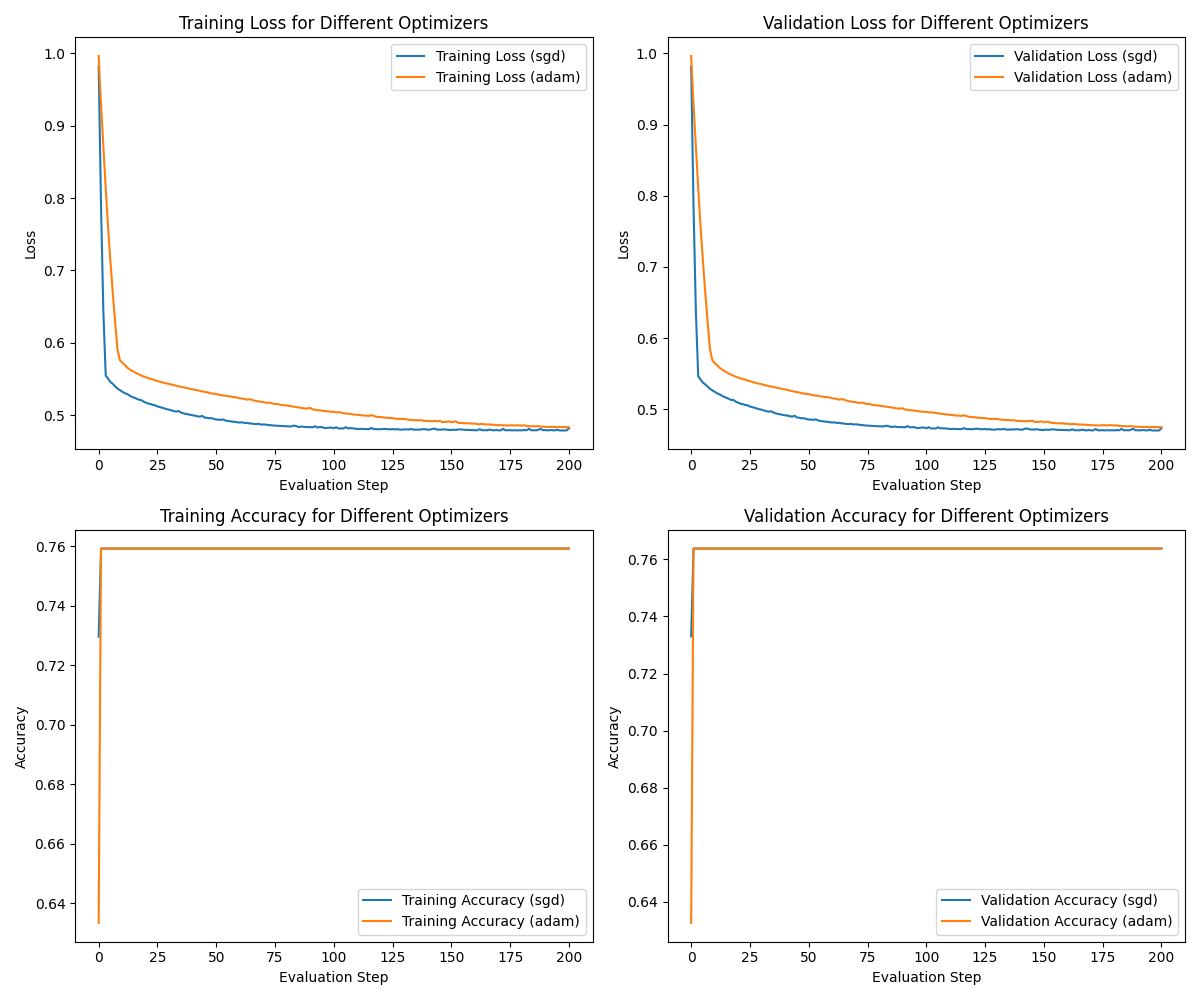 Training Loss for Different Optimizers
1.0
0.9
0.8
0.7
0.6
0.5
Loss
Training Loss (sgd)
Training Loss (adam)
0 25 50 75 100 125 150 175 200
Evaluation Step
Validation Loss for Different Optimizers
1.0
0.9
0.8
0.7
0.6
0.5
Loss
Validation Loss (sgd)
Validation Loss (adam)
0 25 50 75 100 125 150 175 200
Evaluation Step
Training Accuracy for Different Optimizers
0.76
0.74
0.72
0.70
0.68
0.66
0.64
Accuracy
Training Accuracy (sgd)
Training Accuracy (adam)
0 25 50 75 100 125 150 175 200
Evaluation Step
Validation Accuracy for Different Optimizers
0.76
0.74
0.72
0.70
0.68
0.66
0.64
Accuracy
Validation Accuracy (sgd)
Validation Accuracy (adam)
0 25 50 75 100 125 150 175 200
Evaluation Step